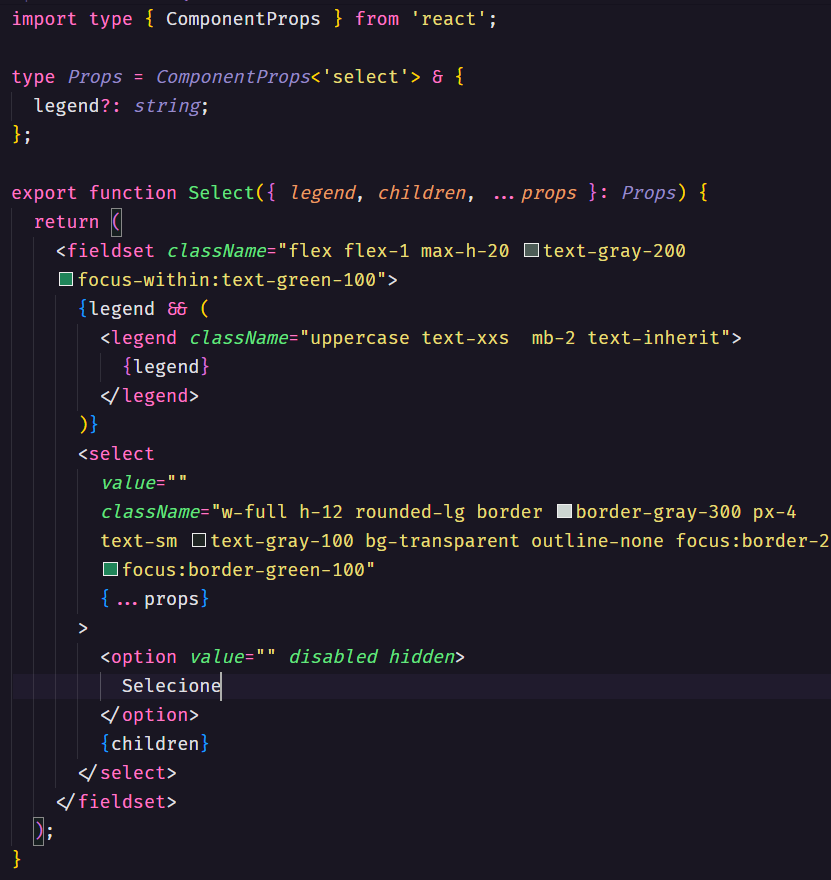 import type { ComponentProps } from 'react';
type Props = ComponentProps<'select'> & {
legend?: string;
};
export function Select({ legend, children, ...props }: Props) {
return (
<fieldset className="flex flex-1 max-h-20 text-gray-200
focus-within:text-green-100">
{legend && (
<legend className="uppercase text-xxs  mb-2 text-inherit">
{legend}
</legend>
)}
<select
value=""
className="w-full h-12 rounded-lg border border-gray-300 px-4
text-sm text-gray-100 bg-transparent outline-none focus:border-2
focus:border-green-100"
{...props}
>
<option value="" disabled hidden>
Selecione
</option>
{children}
</select>
</fieldset>
);
}